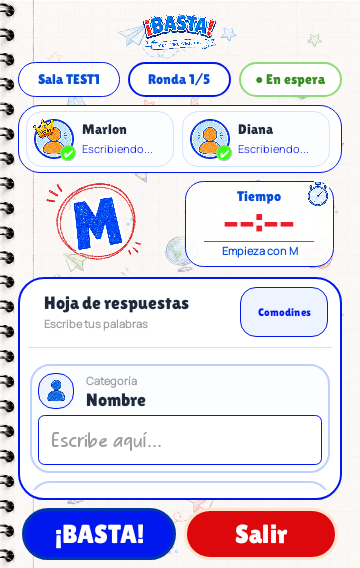 ¡BASTA!
Sala TEST1
Ronda 1/5
● En espera
Marlon
Escribiendo...
Diana
Escribiendo...
M
Tiempo
--:--
Empieza con M
Hoja de respuestas
Escribe tus palabras
Comodines
Categoría
Nombre
Escribe aquí...
¡BASTA!
Salir